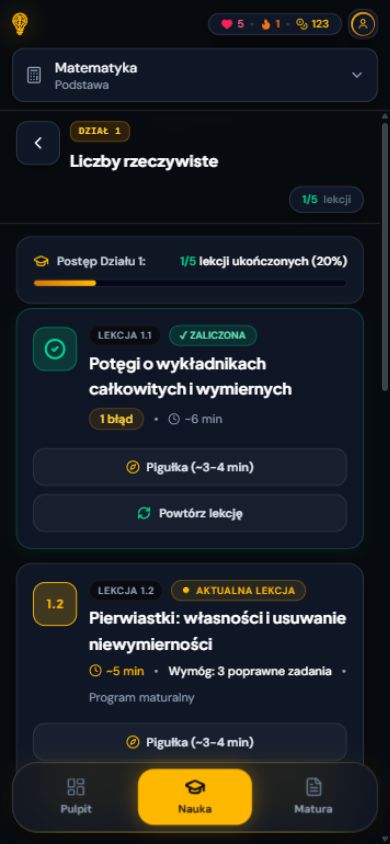 5 • 1 • 123
Matematyka
Podstawa
DZIAŁ 1
Liczby rzeczywiste
1/5 lekcji
Postęp Działu 1: 1/5 lekcji ukończonych (20%)
LEKCJA 1.1 ✓ ZALICZONA
Potęgi o wykładnikach
całkowitych i wymiernych
1 błąd • ~6 min
Pigułka (~3-4 min)
Powtórz lekcję
1.2
LEKCJA 1.2 • AKTUALNA LEKCJA
Pierwiastki: własności i usuwanie
niewymierności
~5 min • Wymóg: 3 poprawne zadania •
Program maturalny
Pigułka (~3-4 min)
Pulpit Nauka Matura